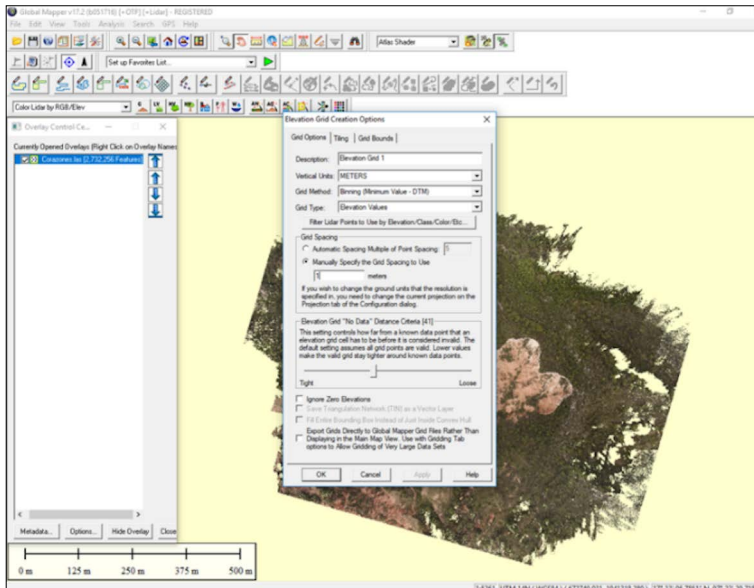 Global Mapper v17.2 (b051716) [+OTF] [+Lidar] - REGISTERED
File Edit View Tools Analysis Search GPS Help
Atlas Shader
Set up Favorites List...
Color Lidar by RGB/Elev
Overlay Control Ce...
Currently Opened Overlays (Right Click on Overlay Names
Corazones.las [2,732,256 Features]
Metadata... Options... Hide Overlay Close
0 m 125 m 250 m 375 m 500 m
Elevation Grid Creation Options
Grid Options Tiling Grid Bounds
Description: Elevation Grid 1
Vertical Units: METERS
Grid Method: Binning (Minimum Value - DTM)
Grid Type: Elevation Values
Filter Lidar Points to Use by Elevation/Class/Color/Etc...
Grid Spacing
Automatic Spacing Multiple of Point Spacing: 5
Manually Specify the Grid Spacing to Use
1 meters
If you wish to change the ground units that the resolution is
specified in, you need to change the current projection on the
Projection tab of the Configuration dialog.
Elevation Grid "No Data" Distance Criteria [41]
This setting controls how far from a known data point that an
elevation grid cell has to be before it is considered invalid. The
default setting assumes all grid points are valid. Lower values
make the valid grid stay tighter around known data points.
Tight Loose
Ignore Zero Elevations
Save Triangulation Network (TIN) as a Vector Layer
Fill Entire Bounding Box Instead of Just Inside Convex Hull
Export Grids Directly to Global Mapper Grid Files Rather Than
Displaying in the Main Map View. Use with Gridding Tab
options to Allow Gridding of Very Large Data Sets
OK Cancel Apply Help